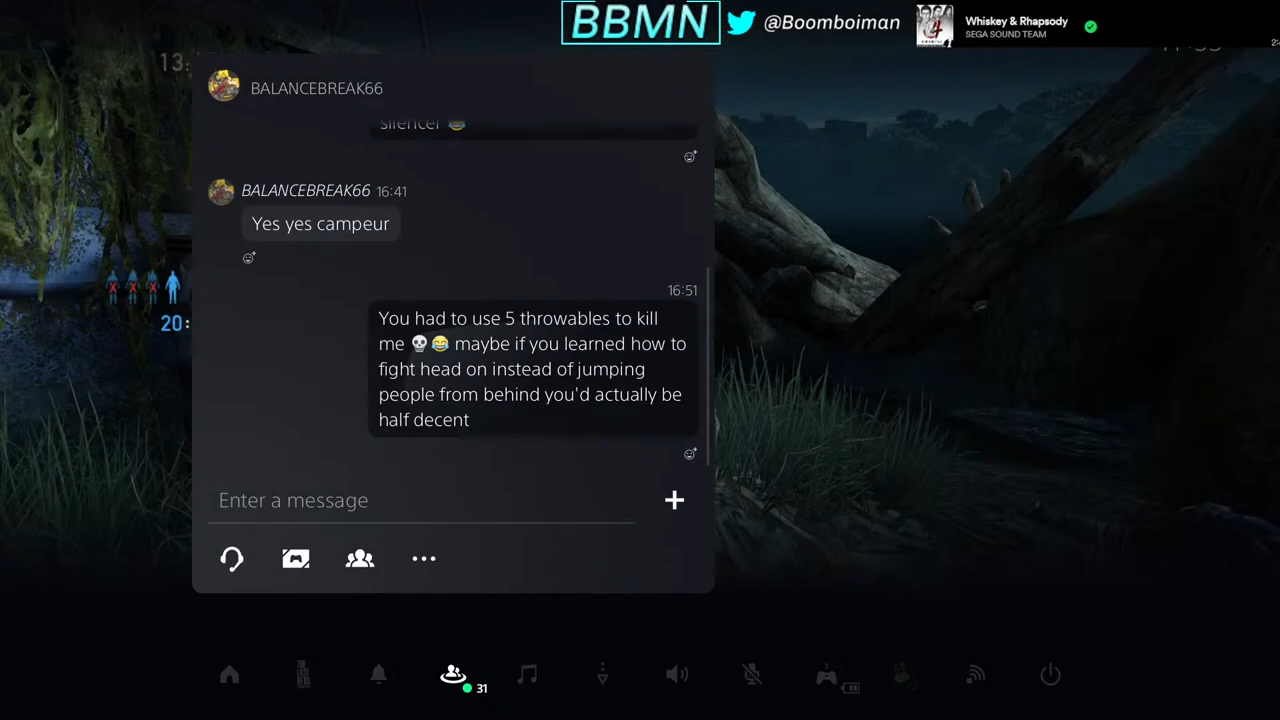 BBMN
@Boomboiman
Whiskey & Rhapsody
SEGA SOUND TEAM
13:
BALANCEBREAK66
silencer 😂
BALANCEBREAK66 16:41
Yes yes campeur
16:51
You had to use 5 throwables to kill
me 💀😂 maybe if you learned how to
fight head on instead of jumping
people from behind you'd actually be
half decent
20:
Enter a message
31